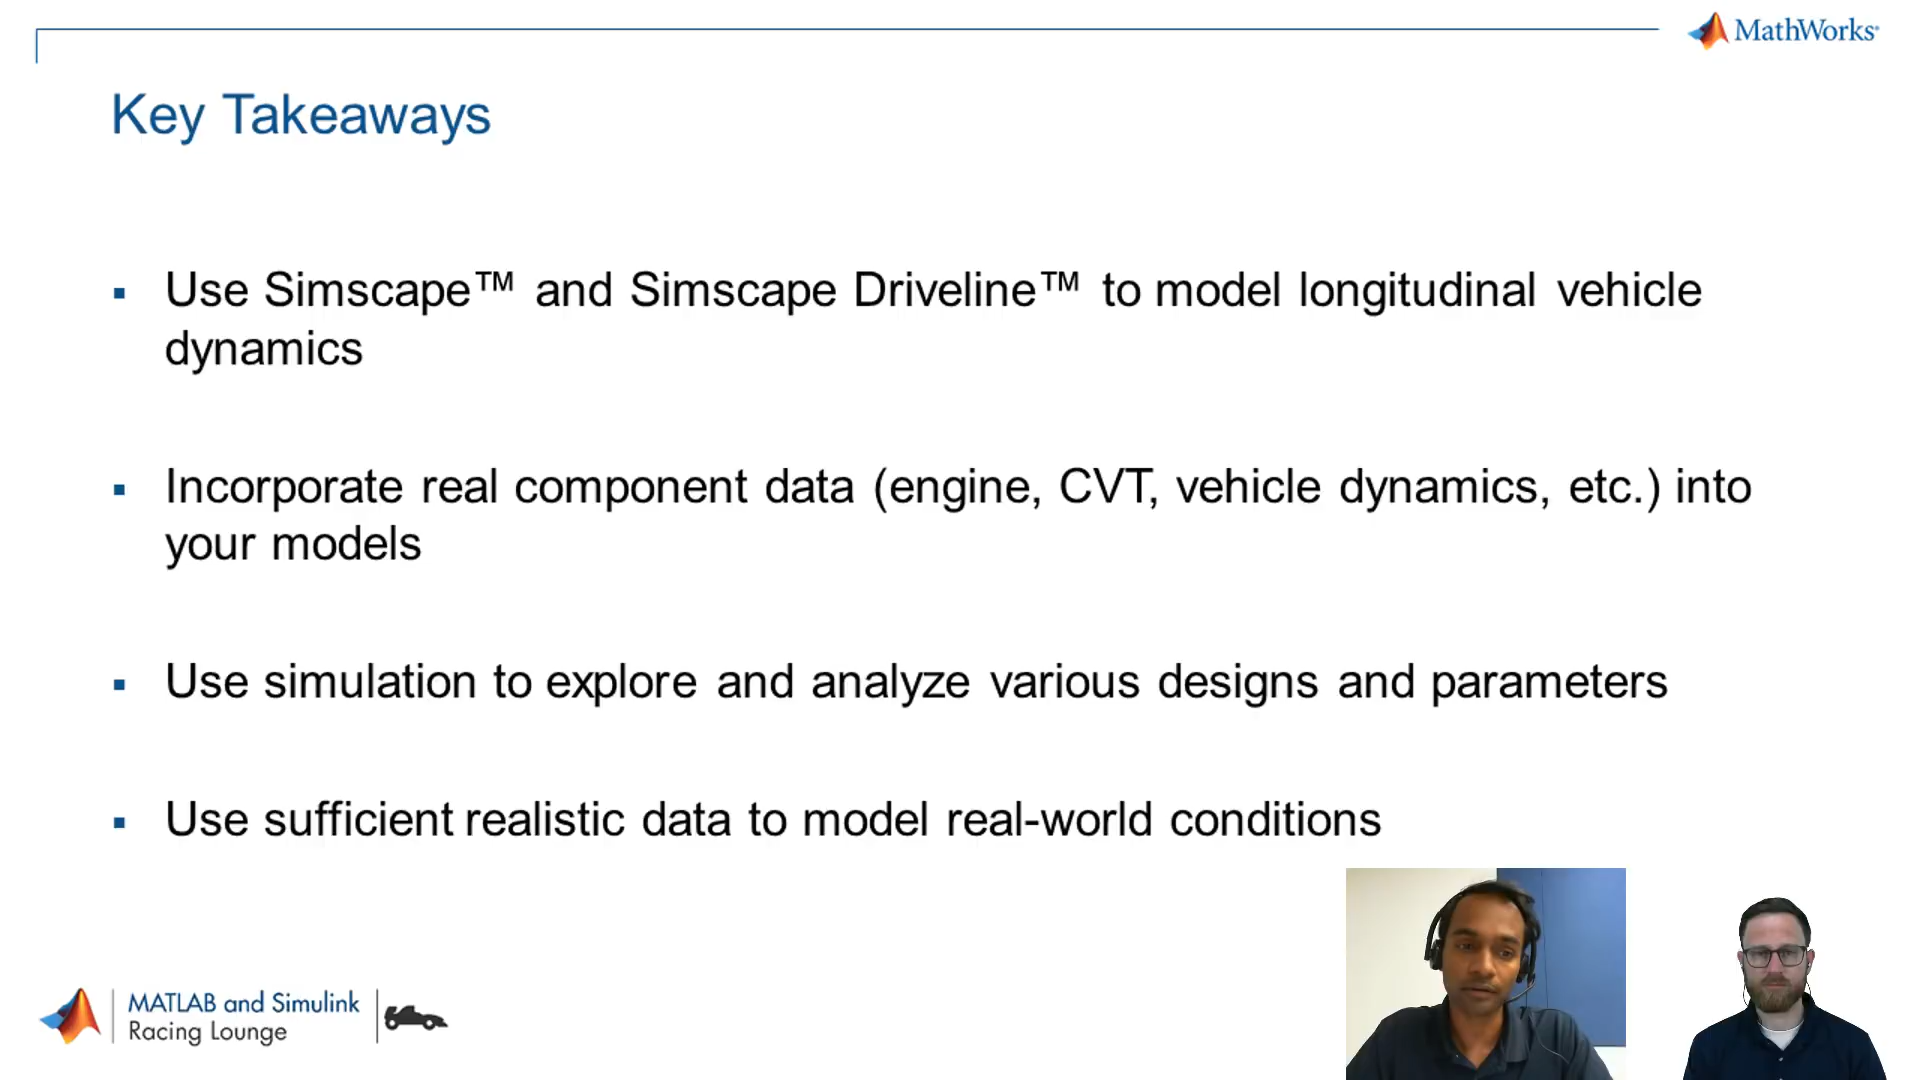 MathWorks®
Key Takeaways
Use Simscape™ and Simscape Driveline™ to model longitudinal vehicle
dynamics
Incorporate real component data (engine, CVT, vehicle dynamics, etc.) into
your models
Use simulation to explore and analyze various designs and parameters
Use sufficient realistic data to model real-world conditions
MATLAB and Simulink
Racing Lounge